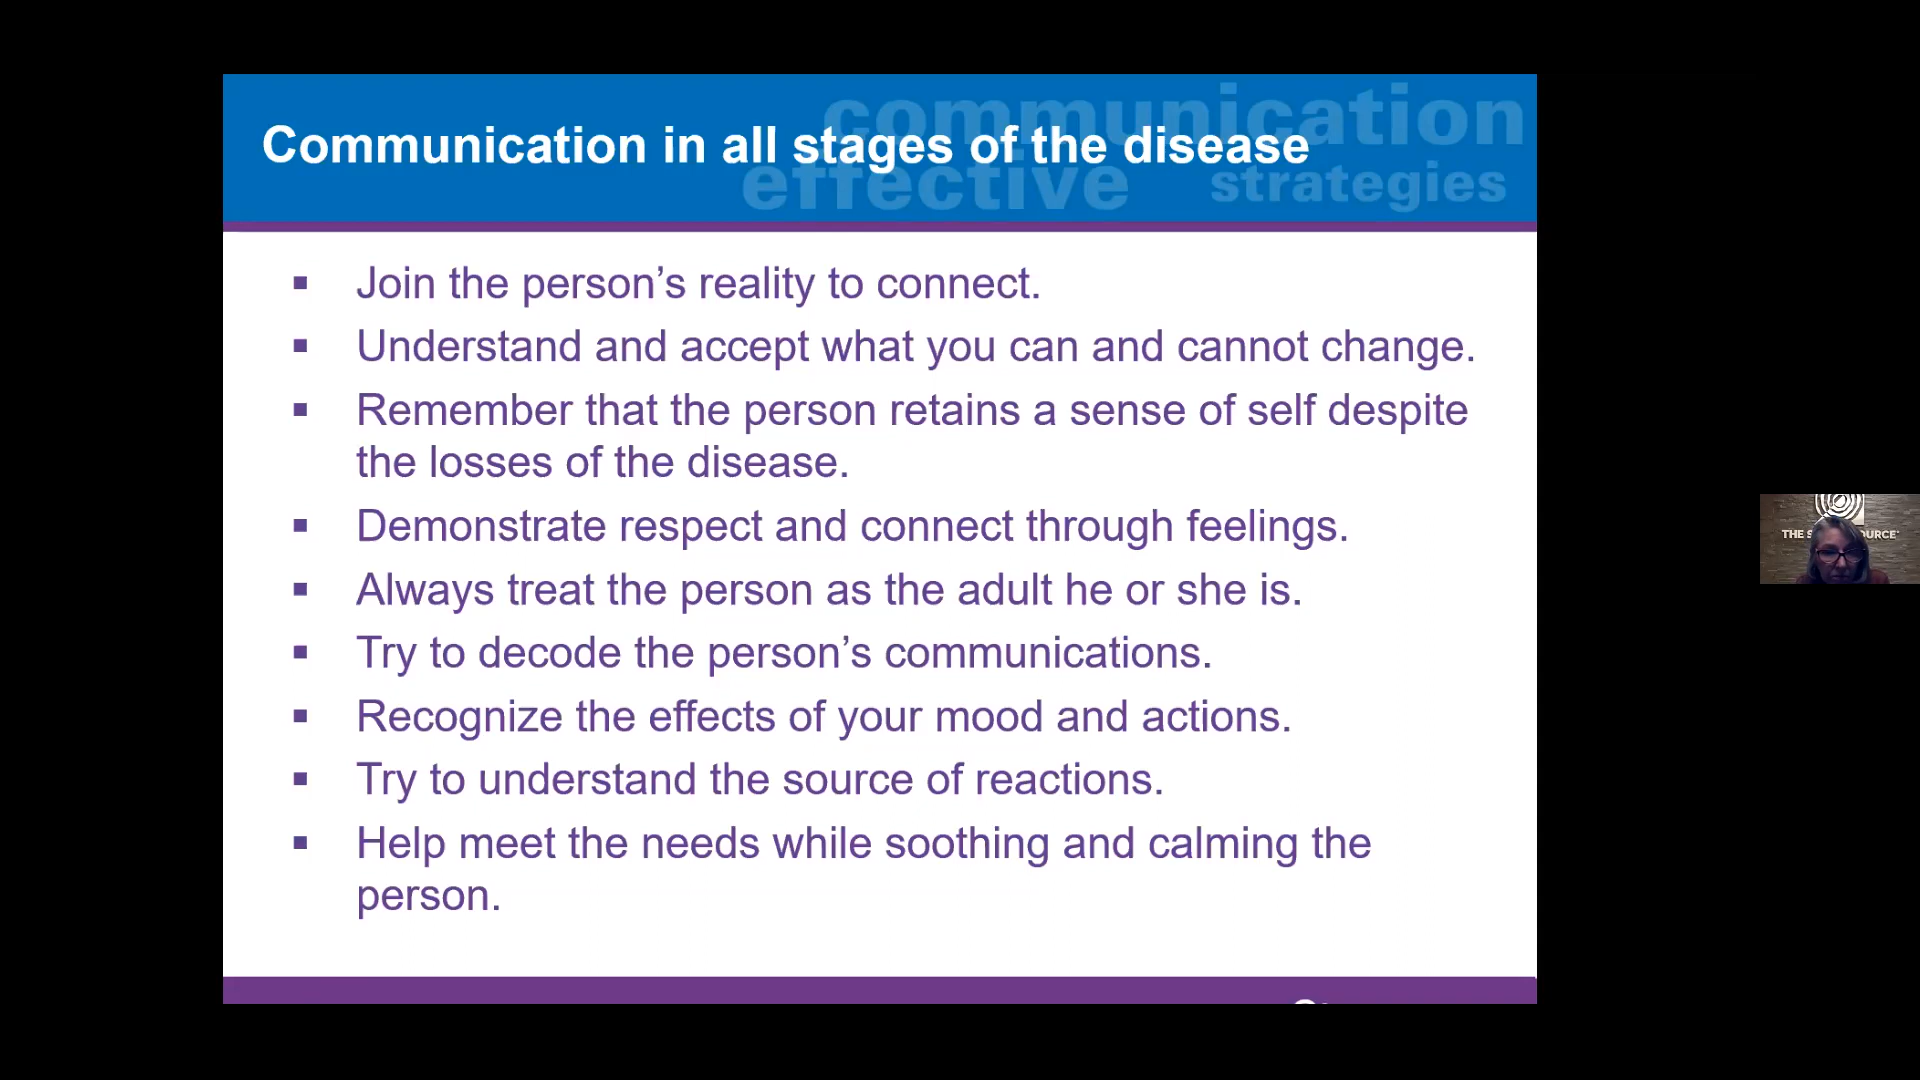 communication
Communication in all stages of the disease
effective strategies
▪ Join the person’s reality to connect.
▪ Understand and accept what you can and cannot change.
▪ Remember that the person retains a sense of self despite
the losses of the disease.
▪ Demonstrate respect and connect through feelings.
▪ Always treat the person as the adult he or she is.
▪ Try to decode the person’s communications.
▪ Recognize the effects of your mood and actions.
▪ Try to understand the source of reactions.
▪ Help meet the needs while soothing and calming the
person.
THE